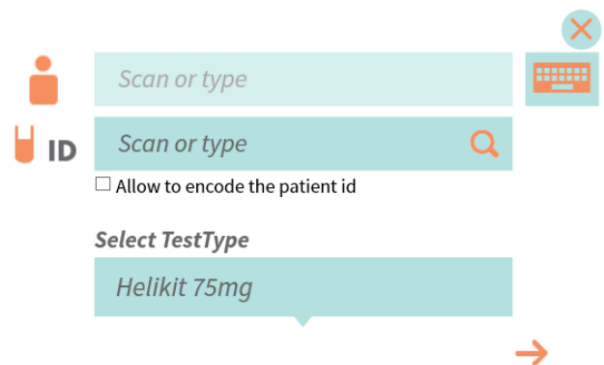 Scan or type
ID
Scan or type
Allow to encode the patient id
Select TestType
Helikit 75mg